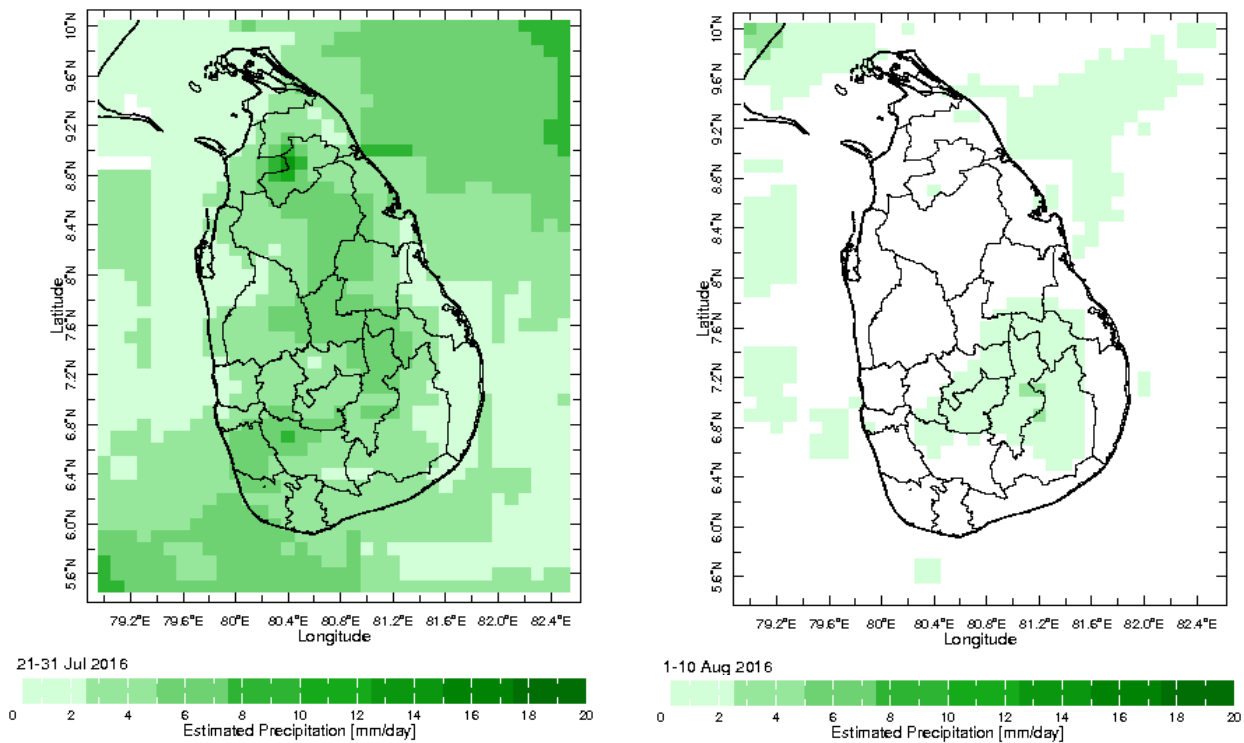 10°N
9.6°N
9.2°N
8.8°N
8.4°N
8°N
7.6°N
7.2°N
6.8°N
6.4°N
6.0°N
5.6°N
Latitude
79.2°E 79.6°E 80°E 80.4°E 80.8°E 81.2°E 81.6°E 82.0°E 82.4°E
Longitude
21-31 Jul 2016
0 2 4 6 8 10 12 14 16 18 20
Estimated Precipitation [mm/day]
10°N
9.6°N
9.2°N
8.8°N
8.4°N
8°N
7.6°N
7.2°N
6.8°N
6.4°N
6.0°N
5.6°N
Latitude
79.2°E 79.6°E 80°E 80.4°E 80.8°E 81.2°E 81.6°E 82.0°E 82.4°E
Longitude
1-10 Aug 2016
0 2 4 6 8 10 12 14 16 18 20
Estimated Precipitation [mm/day]